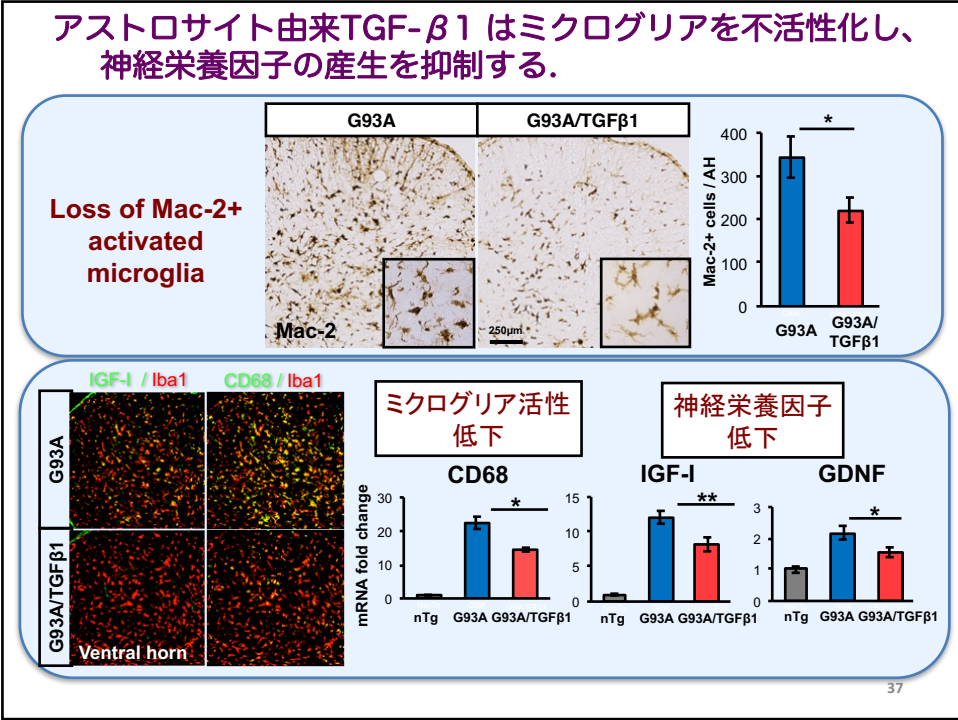 アストロサイト由来TGF-β1 はミクログリアを不活性化し、
神経栄養因子の産生を抑制する.
Loss of Mac-2+
activated
microglia
G93A
G93A/TGFβ1
Mac-2
250μm
Mac-2+ cells / AH
400
300
200
100
0
*
G93A
G93A/
TGFβ1
IGF-I / Iba1
CD68 / Iba1
G93A
G93A/TGFβ1
Ventral horn
ミクログリア活性
低下
神経栄養因子
低下
CD68
mRNA fold change
30
20
10
0
*
nTg G93A G93A/TGFβ1
IGF-I
15
10
5
0
**
nTg G93A G93A/TGFβ1
GDNF
3
2
1
0
*
nTg G93A G93A/TGFβ1
37